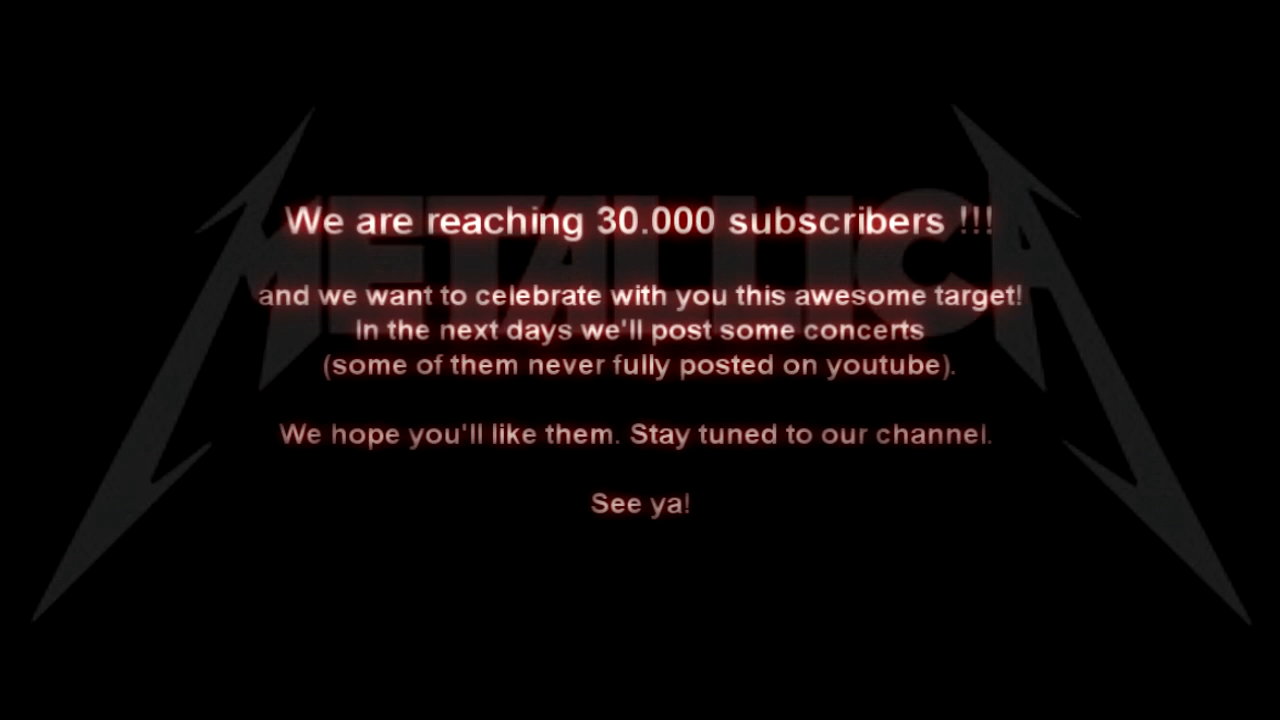 METALLICA
We are reaching 30.000 subscribers !!!
and we want to celebrate with you this awesome target!
In the next days we'll post some concerts
(some of them never fully posted on youtube).
We hope you'll like them. Stay tuned to our channel.
See ya!